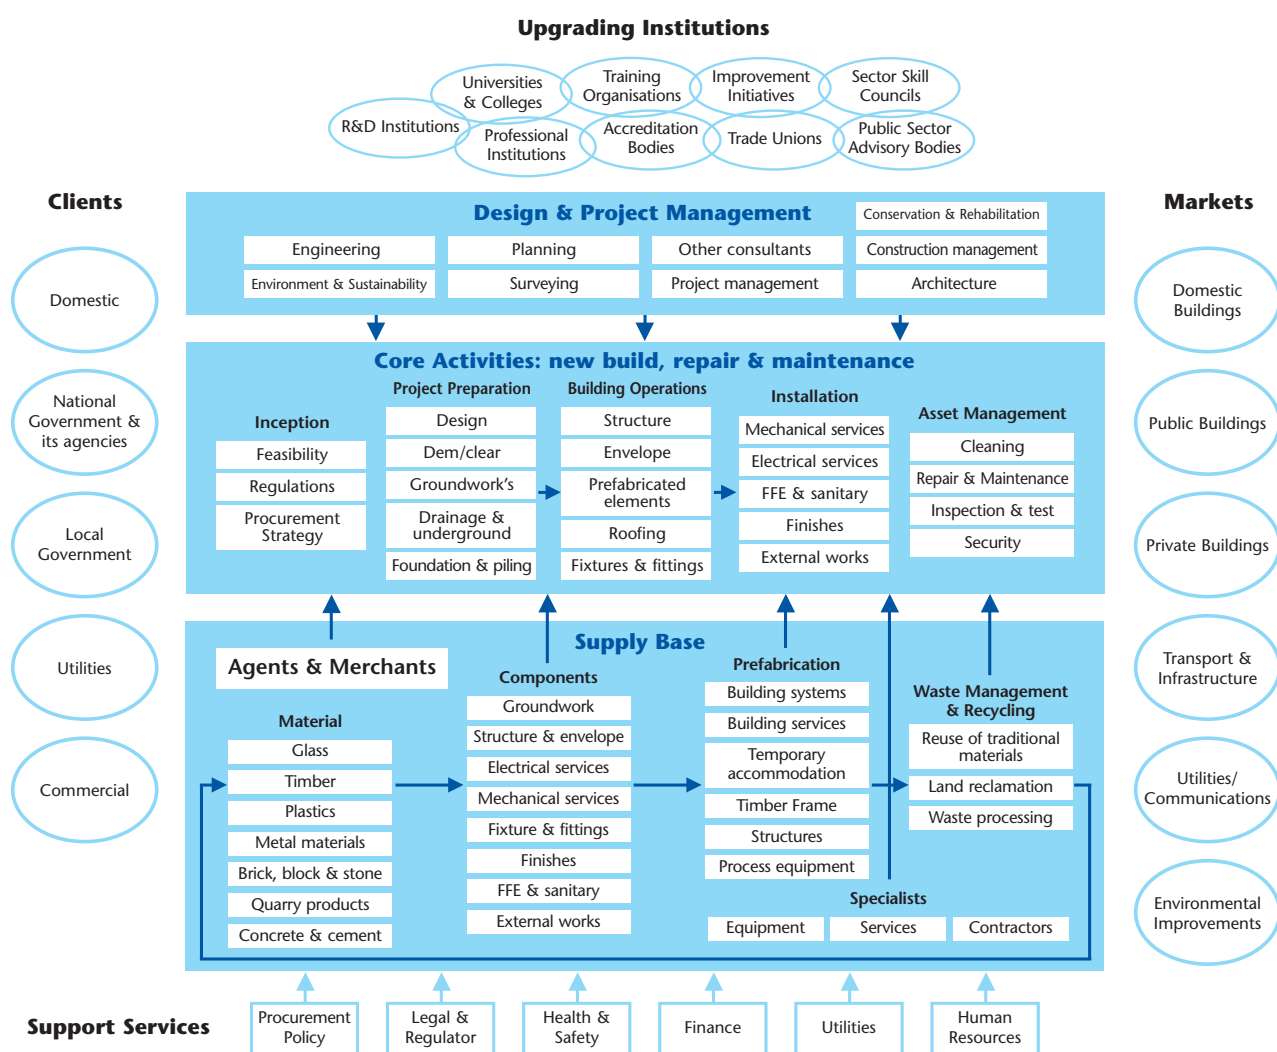 Upgrading Institutions
Universities
& Colleges
Training
Organisations
Improvement
Initiatives
Sector Skill
Councils
R&D Institutions
Professional
Institutions
Accreditation
Bodies
Trade Unions
Public Sector
Advisory Bodies
Clients
Domestic
National
Government &
its agencies
Local
Government
Utilities
Commercial
Design & Project Management
Conservation & Rehabilitation
Engineering
Planning
Other consultants
Construction management
Environment & Sustainability
Surveying
Project management
Architecture
Core Activities: new build, repair & maintenance
Inception
Feasibility
Regulations
Procurement
Strategy
Project Preparation
Design
Dem/clear
Groundwork's
Drainage &
underground
Foundation & piling
Building Operations
Structure
Envelope
Prefabricated
elements
Roofing
Fixtures & fittings
Installation
Mechanical services
Electrical services
FFE & sanitary
Finishes
External works
Asset Management
Cleaning
Repair & Maintenance
Inspection & test
Security
Supply Base
Agents & Merchants
Material
Glass
Timber
Plastics
Metal materials
Brick, block & stone
Quarry products
Concrete & cement
Components
Groundwork
Structure & envelope
Electrical services
Mechanical services
Fixture & fittings
Finishes
FFE & sanitary
External works
Prefabrication
Building systems
Building services
Temporary
accommodation
Timber Frame
Structures
Process equipment
Waste Management
& Recycling
Reuse of traditional
materials
Land reclamation
Waste processing
Specialists
Equipment
Services
Contractors
Markets
Domestic
Buildings
Public Buildings
Private Buildings
Transport &
Infrastructure
Utilities/
Communications
Environmental
Improvements
Support Services
Procurement
Policy
Legal &
Regulator
Health &
Safety
Finance
Utilities
Human
Resources